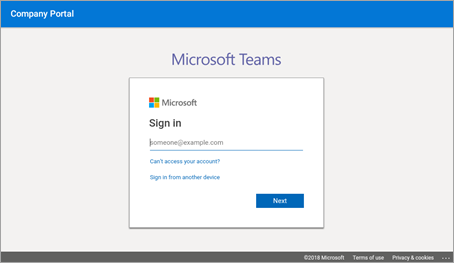 Company Portal
Microsoft Teams
Microsoft
Sign in
someone@example.com
Can't access your account?
Sign in from another device
Next
©2018 Microsoft Terms of use Privacy & cookies ...